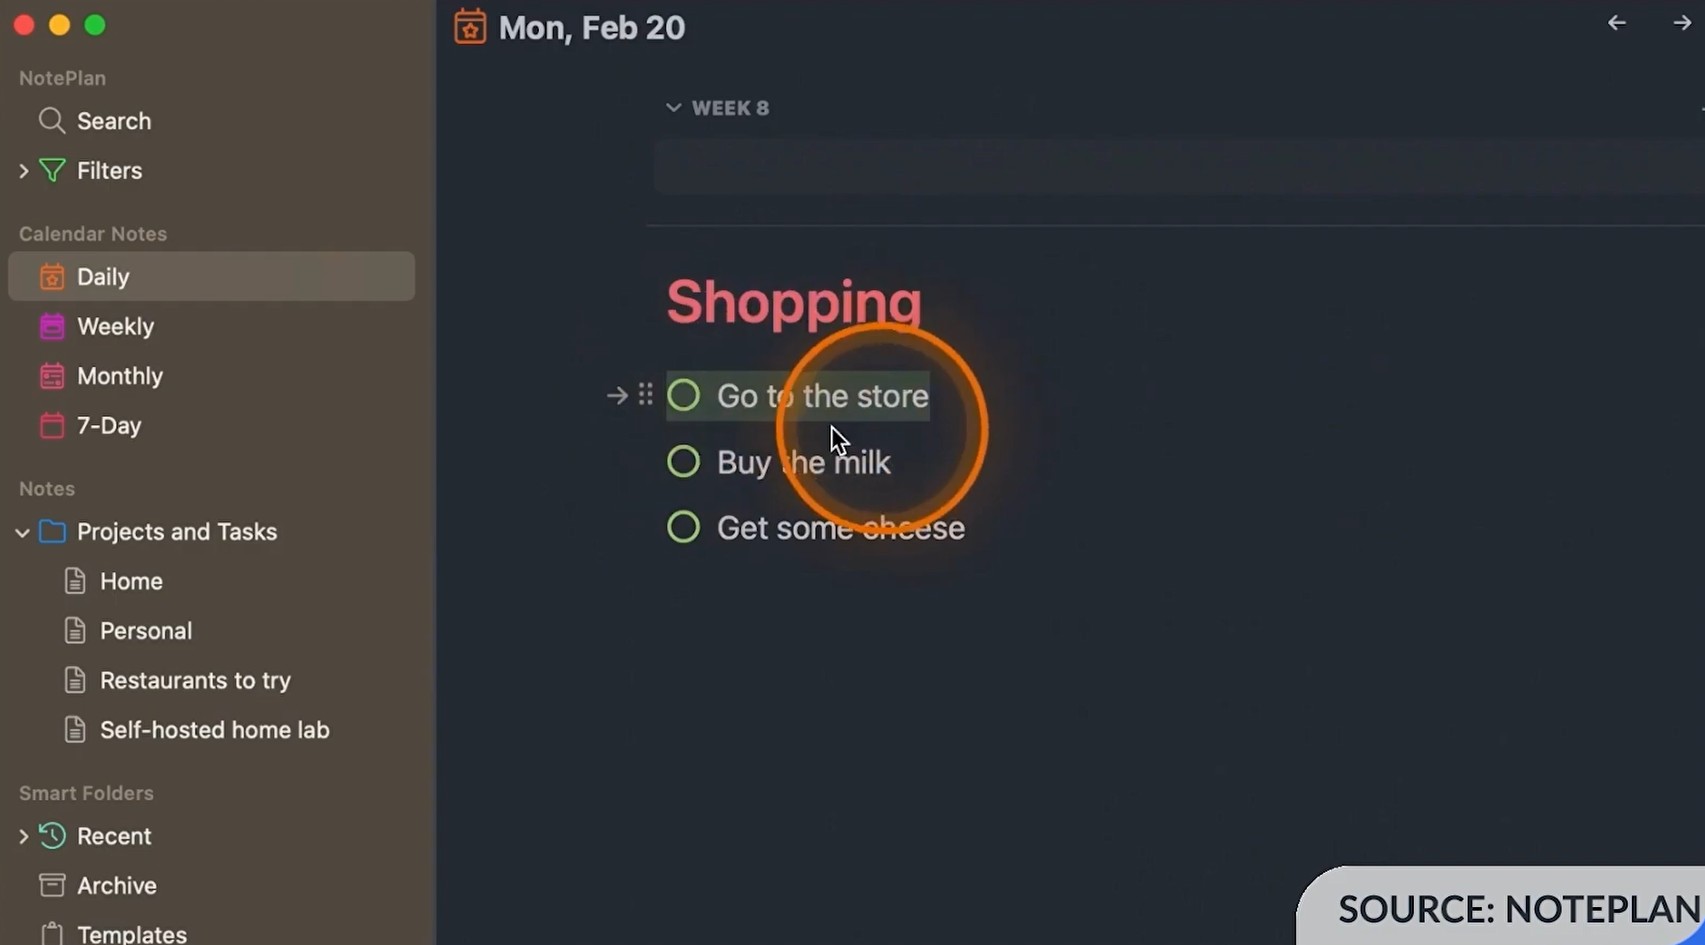 NotePlan
Search
Filters
Calendar Notes
Daily
Weekly
Monthly
7-Day
Notes
Projects and Tasks
Home
Personal
Restaurants to try
Self-hosted home lab
Smart Folders
Recent
Archive
Templates
Mon, Feb 20
WEEK 8
Shopping
Go to the store
Buy the milk
Get some cheese
SOURCE: NOTEPLAN